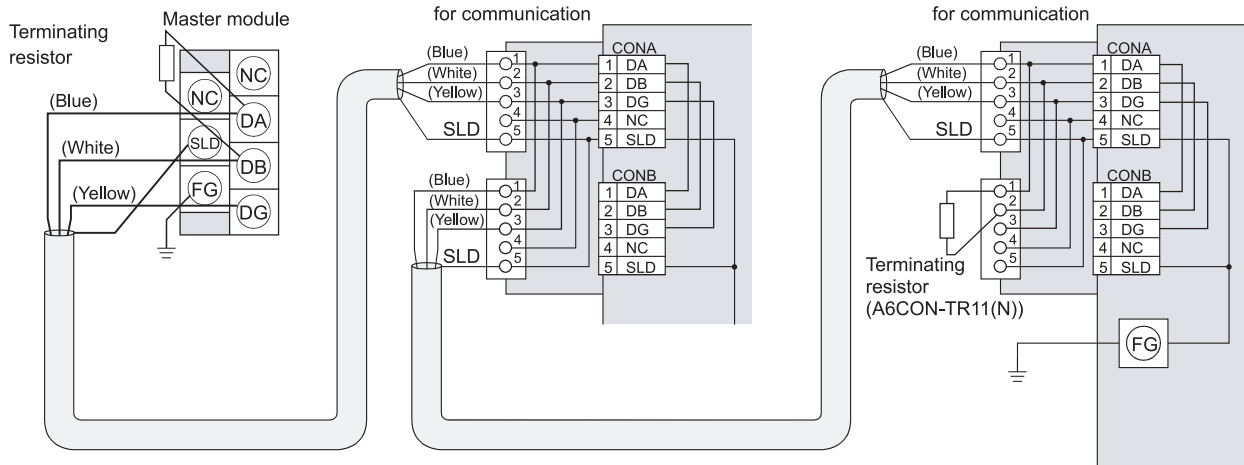 Terminating
resistor
Master module
NC
NC
DA
SLD
DB
FG
DG
(Blue)
(White)
(Yellow)
for communication
(Blue)
(White)
(Yellow)
SLD
1
2
3
4
5
CONA
1 DA
2 DB
3 DG
4 NC
5 SLD
(Blue)
(White)
(Yellow)
SLD
1
2
3
4
5
CONB
1 DA
2 DB
3 DG
4 NC
5 SLD
for communication
(Blue)
(White)
(Yellow)
SLD
1
2
3
4
5
CONA
1 DA
2 DB
3 DG
4 NC
5 SLD
1
2
3
4
5
CONB
1 DA
2 DB
3 DG
4 NC
5 SLD
Terminating
resistor
(A6CON-TR11(N))
FG